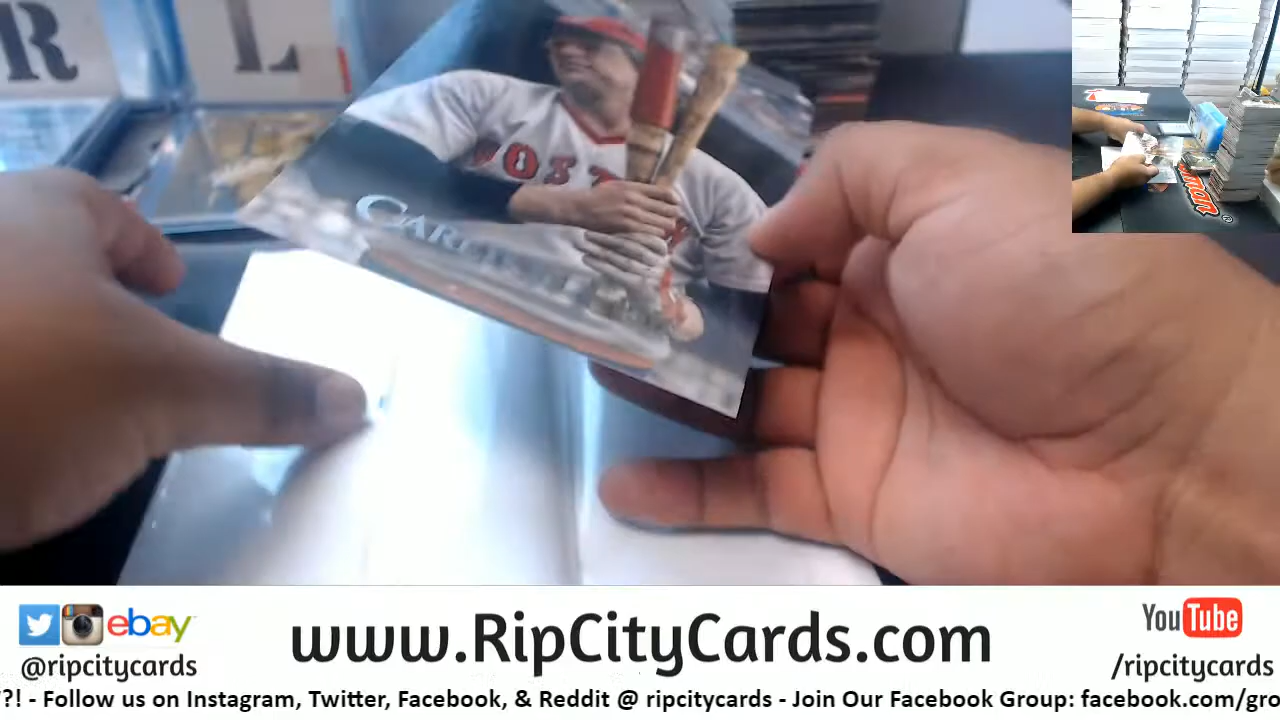 R L
BOST
ebay
www.RipCityCards.com
YouTube
@ripcitycards
/ripcitycards
?! - Follow us on Instagram, Twitter, Facebook, & Reddit @ ripcitycards - Join Our Facebook Group: facebook.com/gro